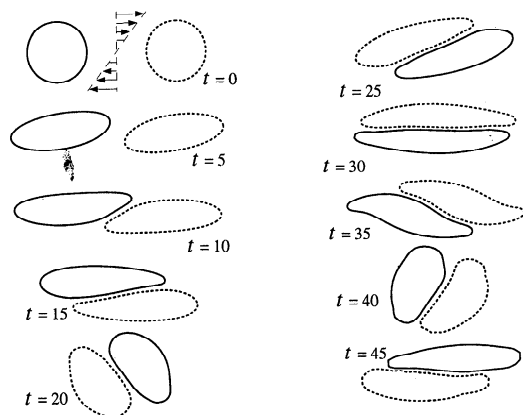 t = 0
t = 5
t = 10
t = 15
t = 20
t = 25
t = 30
t = 35
t = 40
t = 45